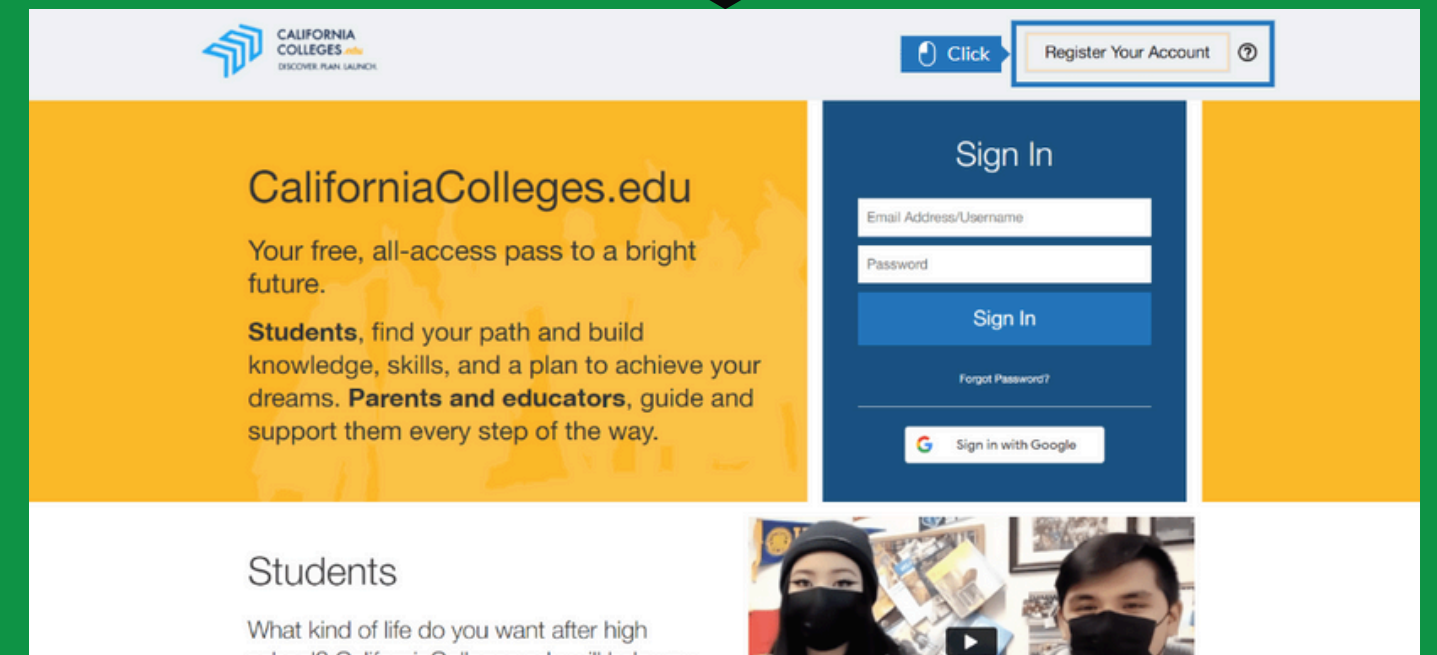 CALIFORNIA
COLLEGES.edu
DISCOVER. PLAN. LAUNCH.
Click
Register Your Account
CaliforniaColleges.edu
Your free, all-access pass to a bright
future.
Students, find your path and build
knowledge, skills, and a plan to achieve your
dreams. Parents and educators, guide and
support them every step of the way.
Sign In
Email Address/Username
Password
Sign In
Forgot Password?
G Sign in with Google
Students
What kind of life do you want after high